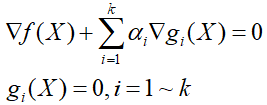 ∇f(X) + ∑_{i=1}^{k} α_i ∇g_i(X) = 0
g_i(X) = 0, i = 1 ~ k